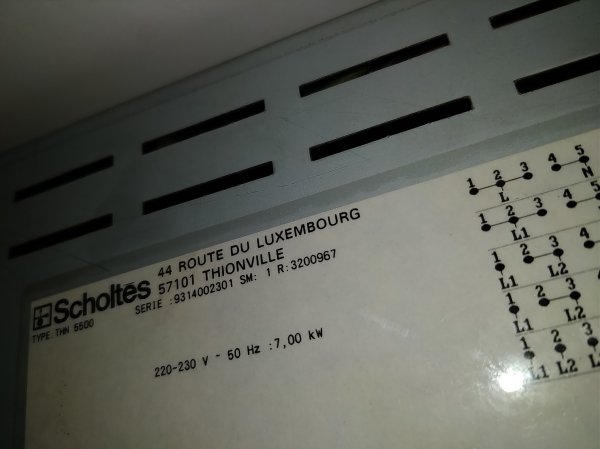 44 ROUTE DU LUXEMBOURG
Scholtès 57101 THIONVILLE
SERIE :9314002301 SM: 1 R:3200967
TYPE:THN 5500
220-230 V - 50 Hz :7,00 kW
1 2 3 4 5
L N
1 2 3 4 5
L1
1 2 3 4
L1 L2
1 2 3
L1 L2
1 2 3
L1 L2